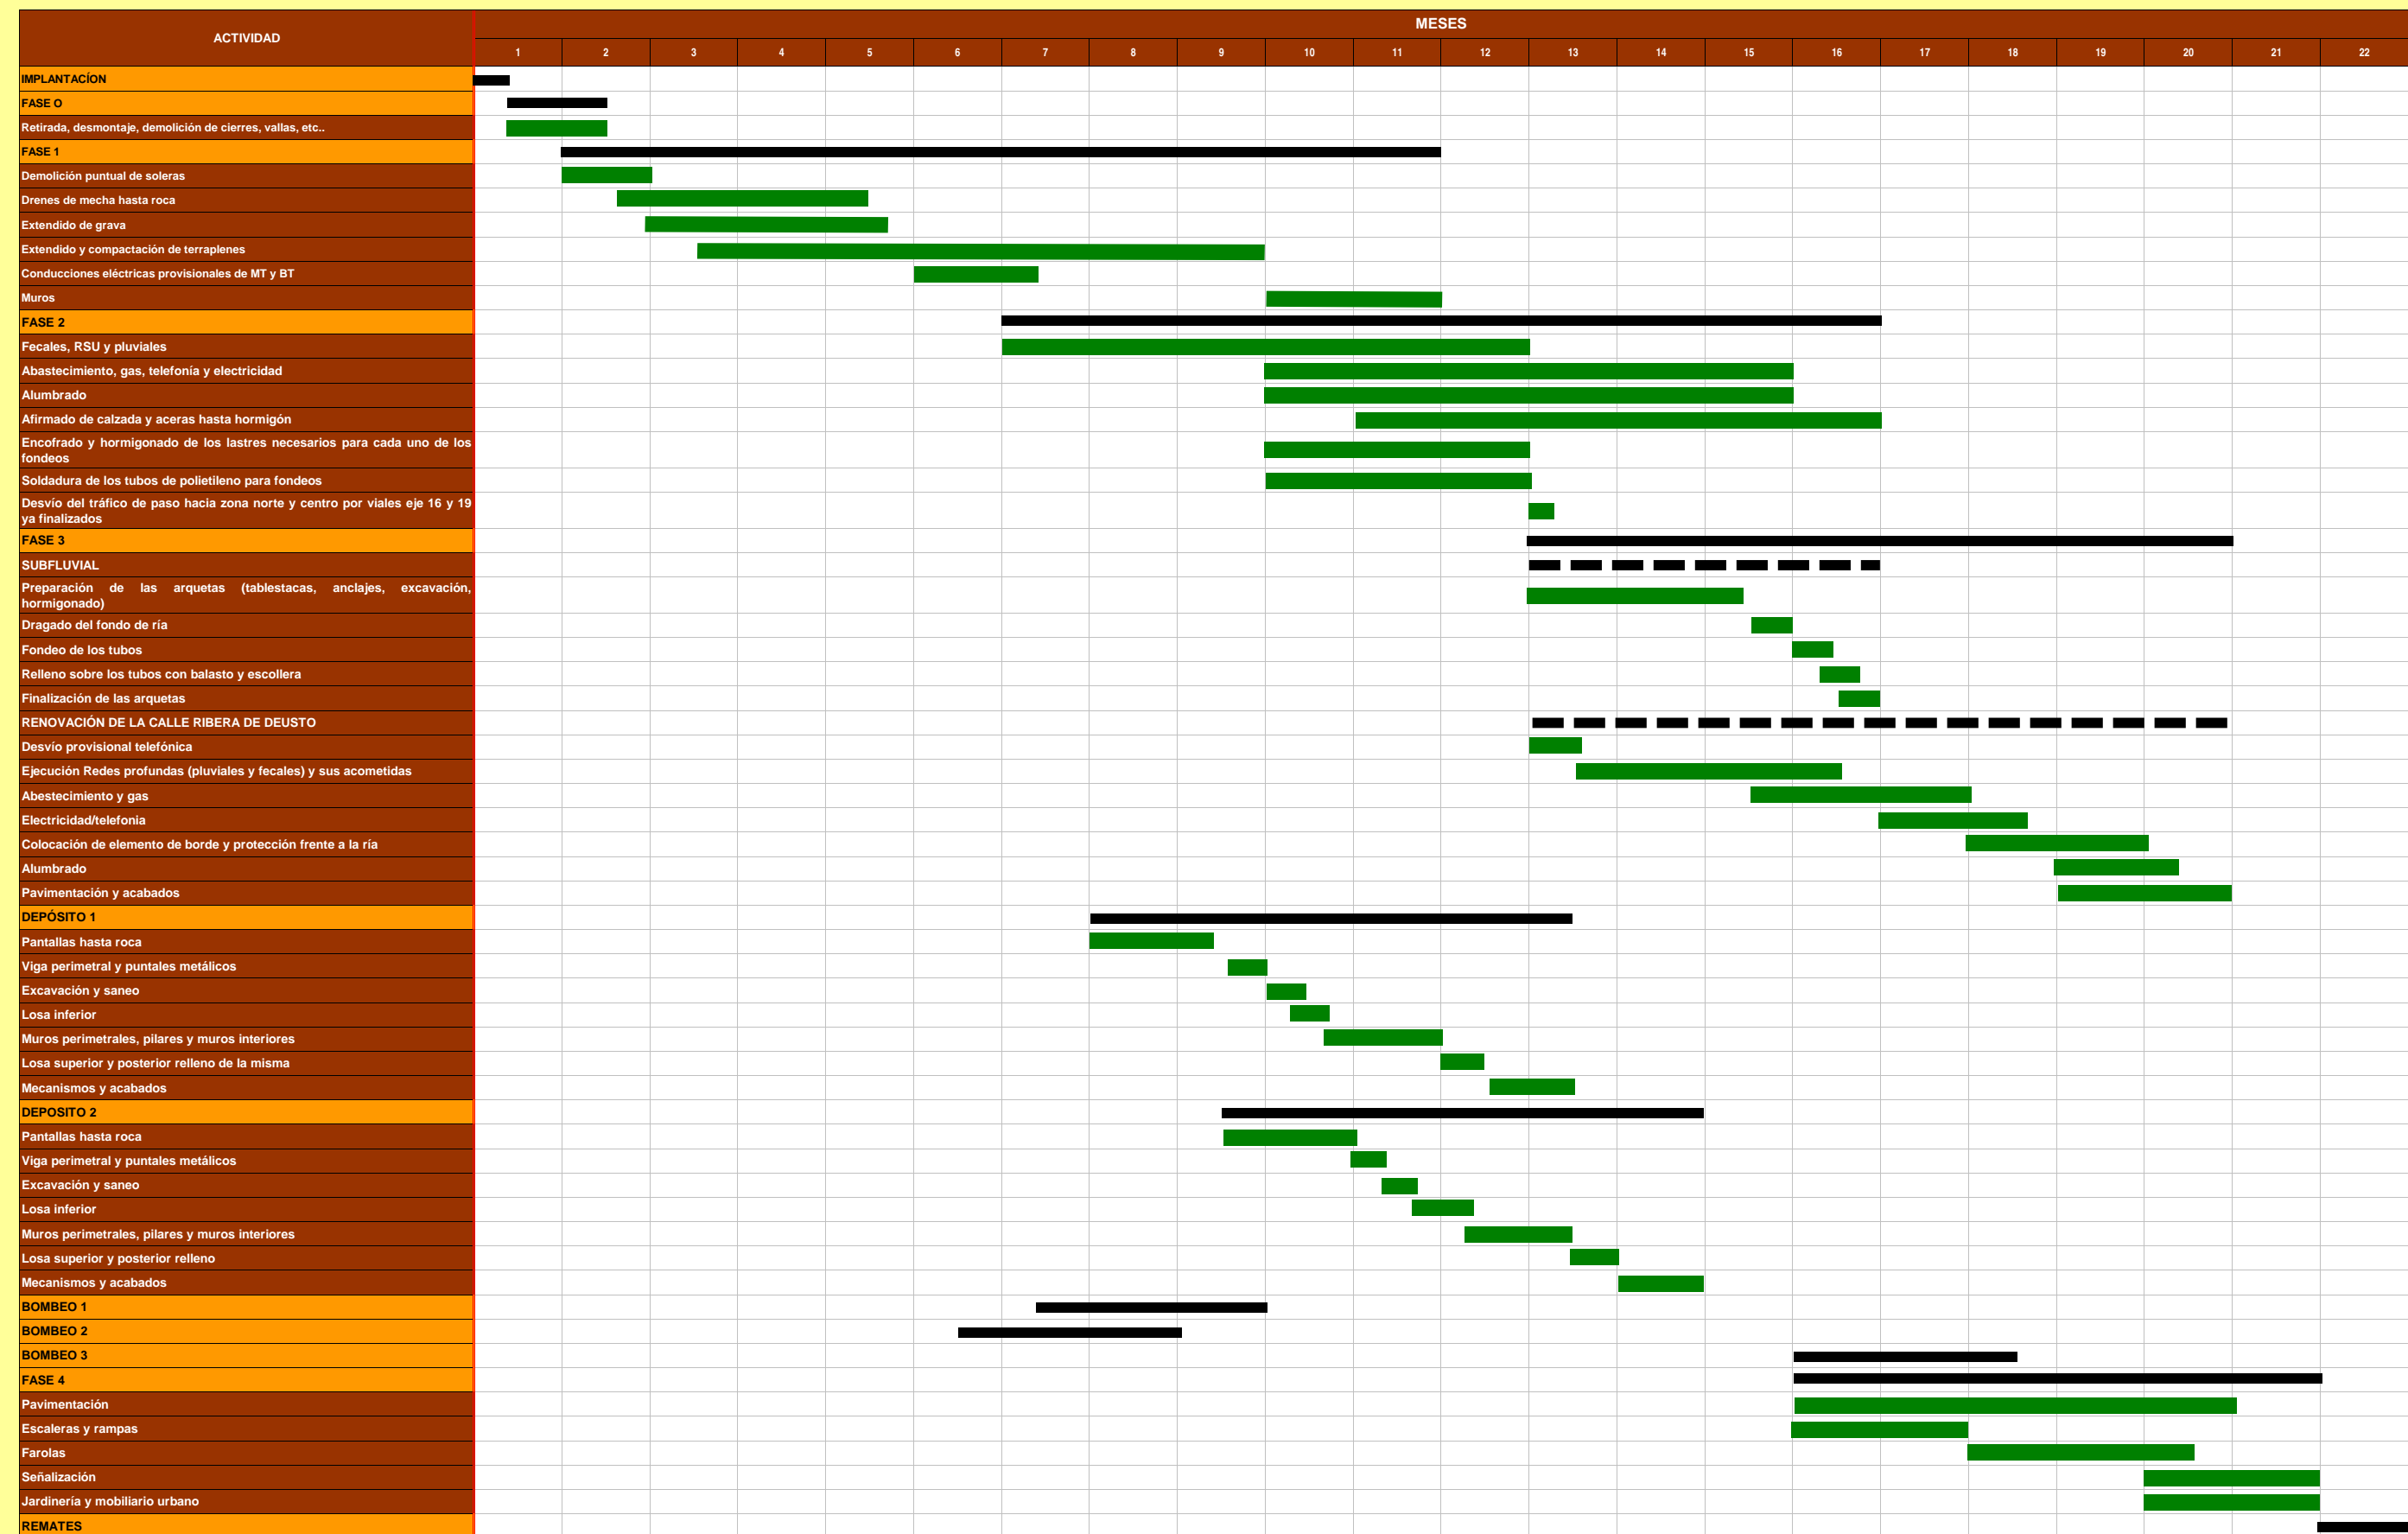 ACTIVIDAD
MESES
1 2 3 4 5 6 7 8 9 10 11 12 13 14 15 16 17 18 19 20 21 22
IMPLANTACÍON
FASE O
Retirada, desmontaje, demolición de cierres, vallas, etc..
FASE 1
Demolición puntual de soleras
Drenes de mecha hasta roca
Extendido de grava
Extendido y compactación de terraplenes
Conducciones eléctricas provisionales de MT y BT
Muros
FASE 2
Fecales, RSU y pluviales
Abastecimiento, gas, telefonía y electricidad
Alumbrado
Afirmado de calzada y aceras hasta hormigón
Encofrado y hormigonado de los lastres necesarios para cada uno de los
fondeos
Soldadura de los tubos de polietileno para fondeos
Desvío del tráfico de paso hacia zona norte y centro por viales eje 16 y 19
ya finalizados
FASE 3
SUBFLUVIAL
Preparación de las arquetas (tablestacas, anclajes, excavación,
hormigonado)
Dragado del fondo de ría
Fondeo de los tubos
Relleno sobre los tubos con balasto y escollera
Finalización de las arquetas
RENOVACIÓN DE LA CALLE RIBERA DE DEUSTO
Desvío provisional telefónica
Ejecución Redes profundas (pluviales y fecales) y sus acometidas
Abestecimiento y gas
Electricidad/telefonia
Colocación de elemento de borde y protección frente a la ría
Alumbrado
Pavimentación y acabados
DEPÓSITO 1
Pantallas hasta roca
Viga perimetral y puntales metálicos
Excavación y saneo
Losa inferior
Muros perimetrales, pilares y muros interiores
Losa superior y posterior relleno de la misma
Mecanismos y acabados
DEPOSITO 2
Pantallas hasta roca
Viga perimetral y puntales metálicos
Excavación y saneo
Losa inferior
Muros perimetrales, pilares y muros interiores
Losa superior y posterior relleno
Mecanismos y acabados
BOMBEO 1
BOMBEO 2
BOMBEO 3
FASE 4
Pavimentación
Escaleras y rampas
Farolas
Señalización
Jardinería y mobiliario urbano
REMATES